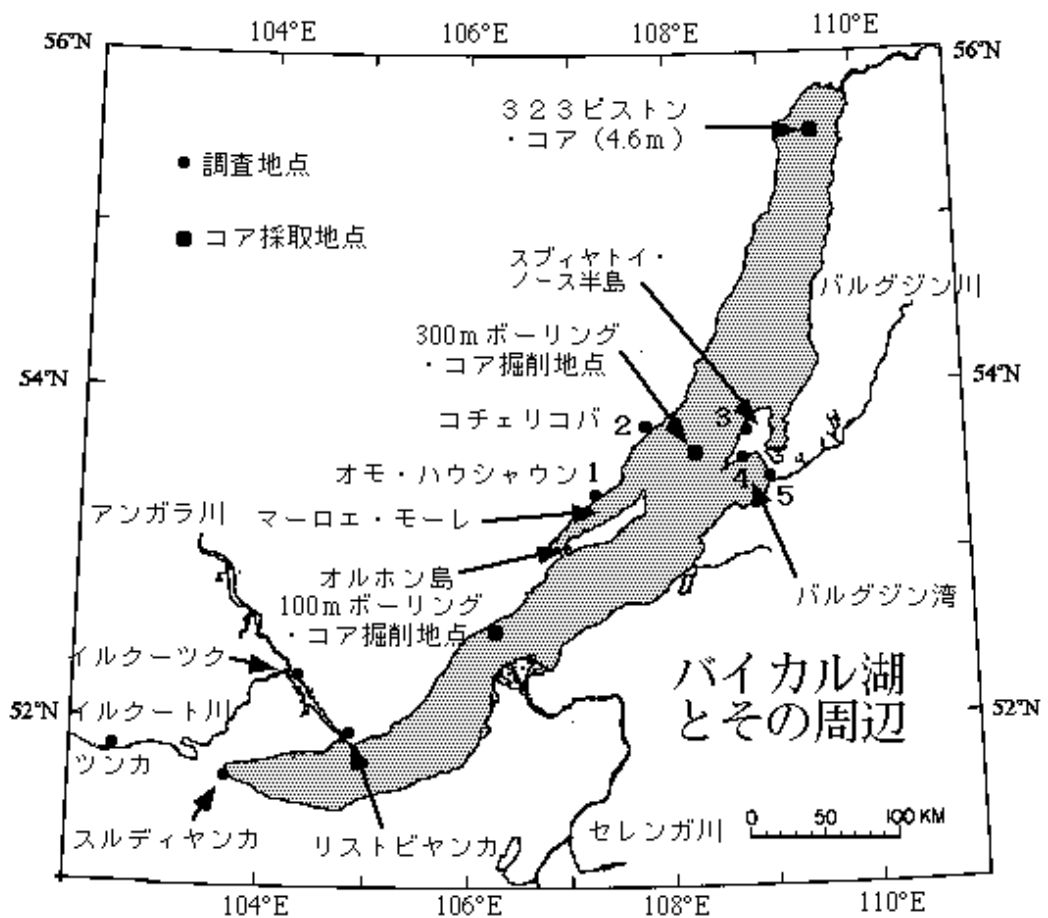 104°E
106°E
108°E
110°E
56°N
56°N
３２３ピストン
・コア（4.6m）
調査地点
コア採取地点
スブィヤトイ・
ノース半島
バルグジン川
300mボーリング
・コア掘削地点
54°N
54°N
コチェリコバ
2
3
オモ・ハウシャウン
1
4
5
アンガラ川
マーロエ・モーレ
オルホン島
バルグジン湾
100mボーリング
・コア掘削地点
イルクーツク
バイカル湖
とその周辺
52°N
52°N
イルクート川
ツンカ
スルディヤンカ
リストビヤンカ
セレンガ川
0
50
100 KM
104°E
106°E
108°E
110°E